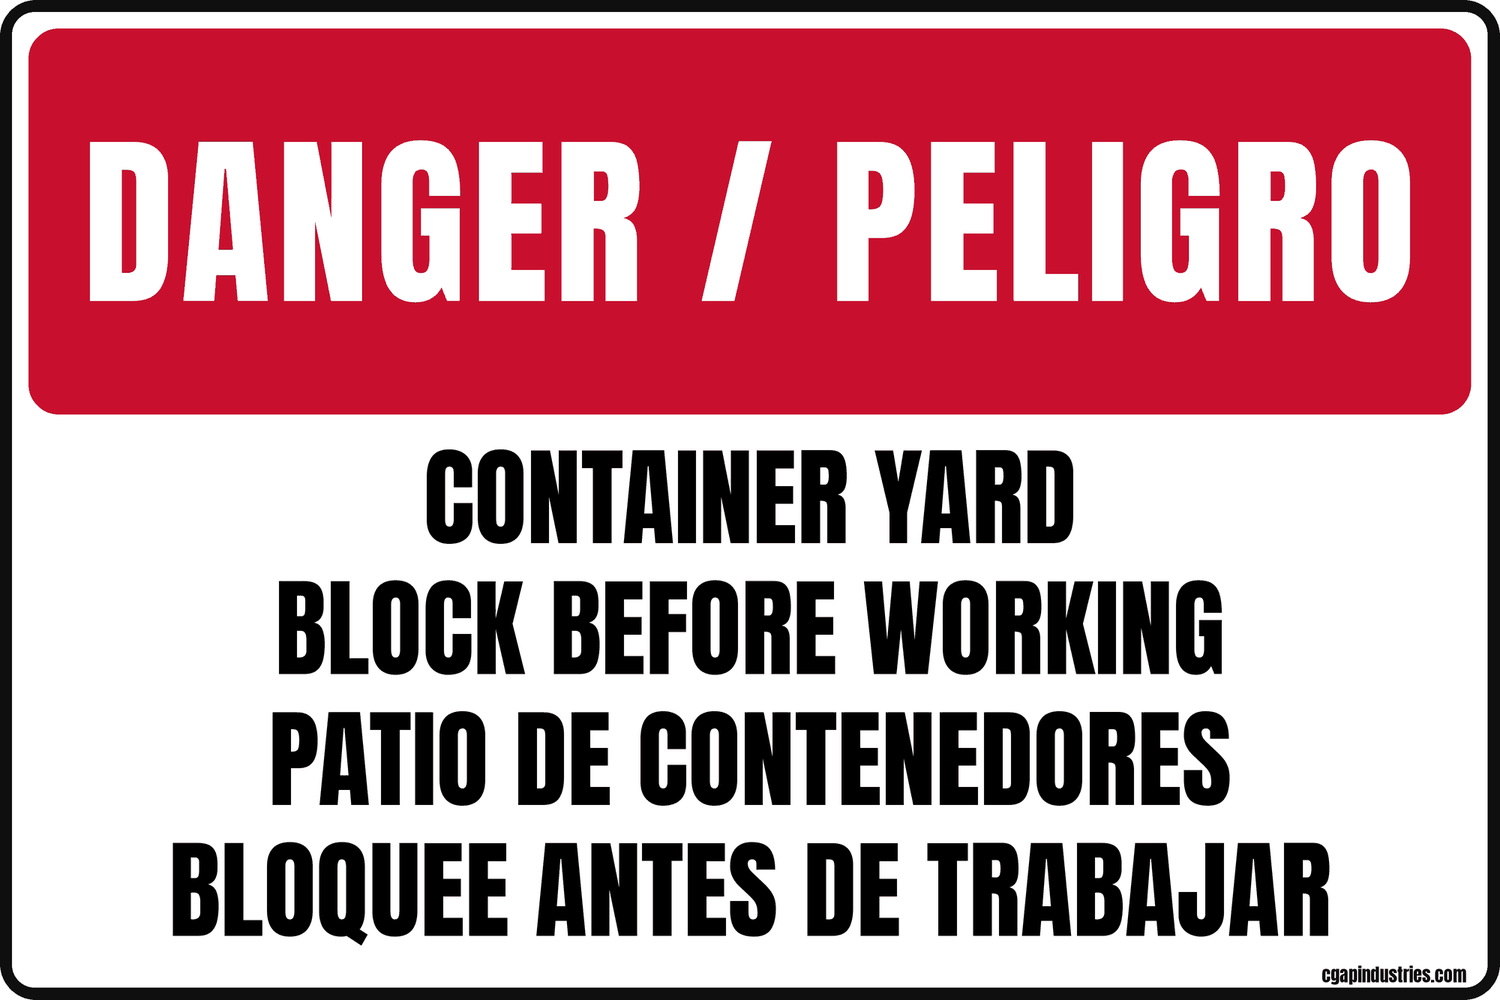 DANGER / PELIGRO
CONTAINER YARD
BLOCK BEFORE WORKING
PATIO DE CONTENEDORES
BLOQUEE ANTES DE TRABAJAR
cgapindustries.com